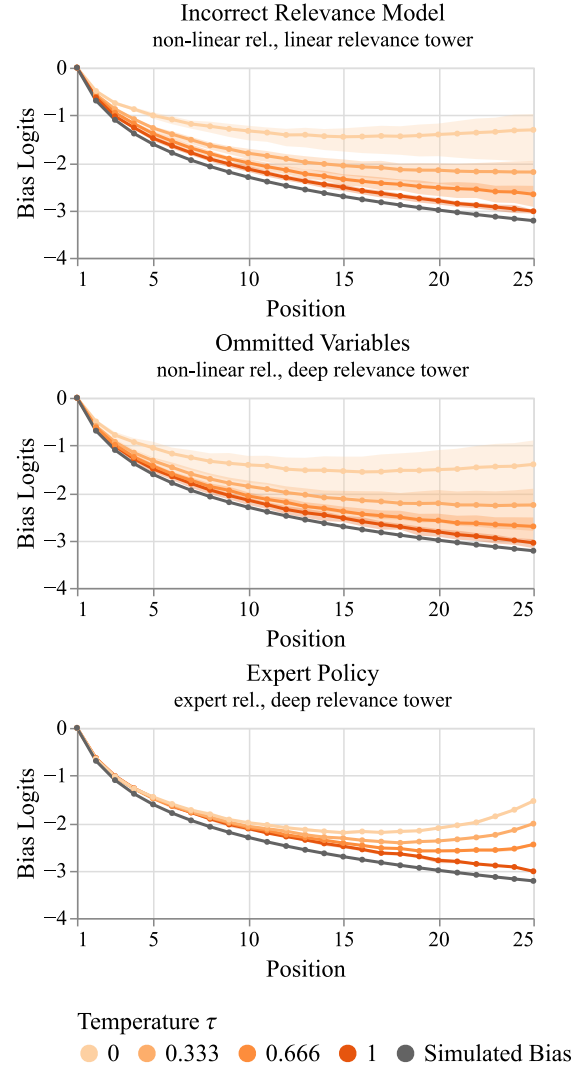 Incorrect Relevance Model
non-linear rel., linear relevance tower
0
−1
−2
−3
−4
Bias Logits
1 5 10 15 20 25
Position
Ommitted Variables
non-linear rel., deep relevance tower
0
−1
−2
−3
−4
Bias Logits
1 5 10 15 20 25
Position
Expert Policy
expert rel., deep relevance tower
0
−1
−2
−3
−4
Bias Logits
1 5 10 15 20 25
Position
Temperature τ
0 0.333 0.666 1 Simulated Bias